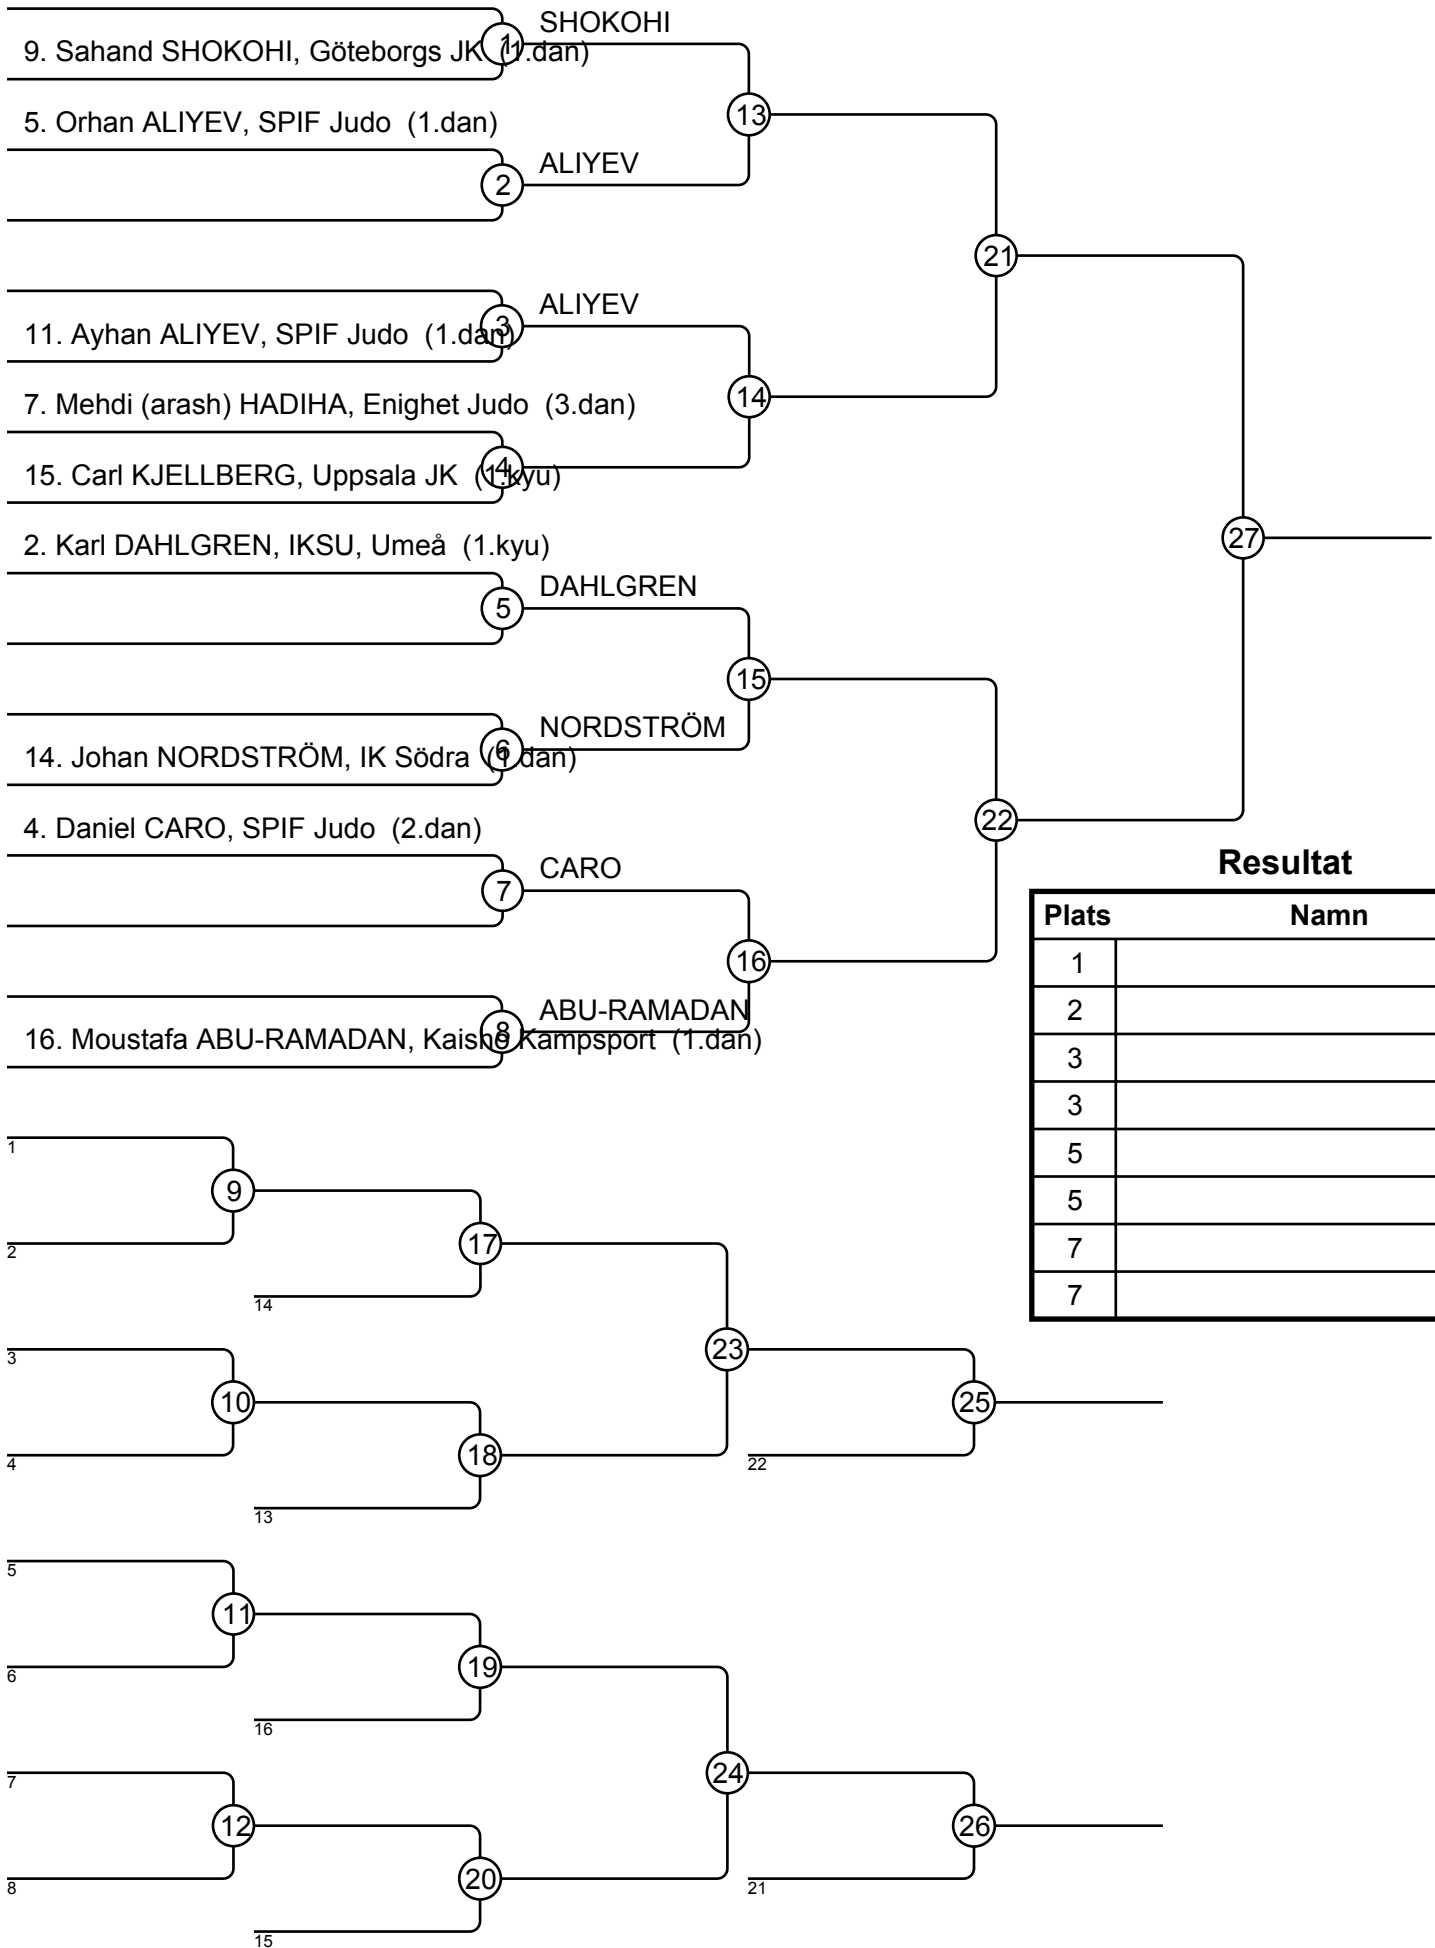 SHOKOHI
1
9. Sahand SHOKOHI, Göteborgs JK (1.dan)
5. Orhan ALIYEV, SPIF Judo (1.dan)
13
ALIYEV
2
21
ALIYEV
3
11. Ayhan ALIYEV, SPIF Judo (1.dan)
7. Mehdi (arash) HADIHA, Enighet Judo (3.dan)
14
4
15. Carl KJELLBERG, Uppsala JK (1.kyu)
2. Karl DAHLGREN, IKSU, Umeå (1.kyu)
27
DAHLGREN
5
15
NORDSTRÖM
6
14. Johan NORDSTRÖM, IK Södra (1.dan)
4. Daniel CARO, SPIF Judo (2.dan)
22
CARO
7
16
ABU-RAMADAN
8
16. Moustafa ABU-RAMADAN, Kaisho Kampsport (1.dan)
Resultat
Plats Namn
1
2
3
3
5
5
7
7
1
9
2
17
14
3
23
10
25
4
18
22
13
5
11
6
19
16
7
24
12
26
8
20
21
15